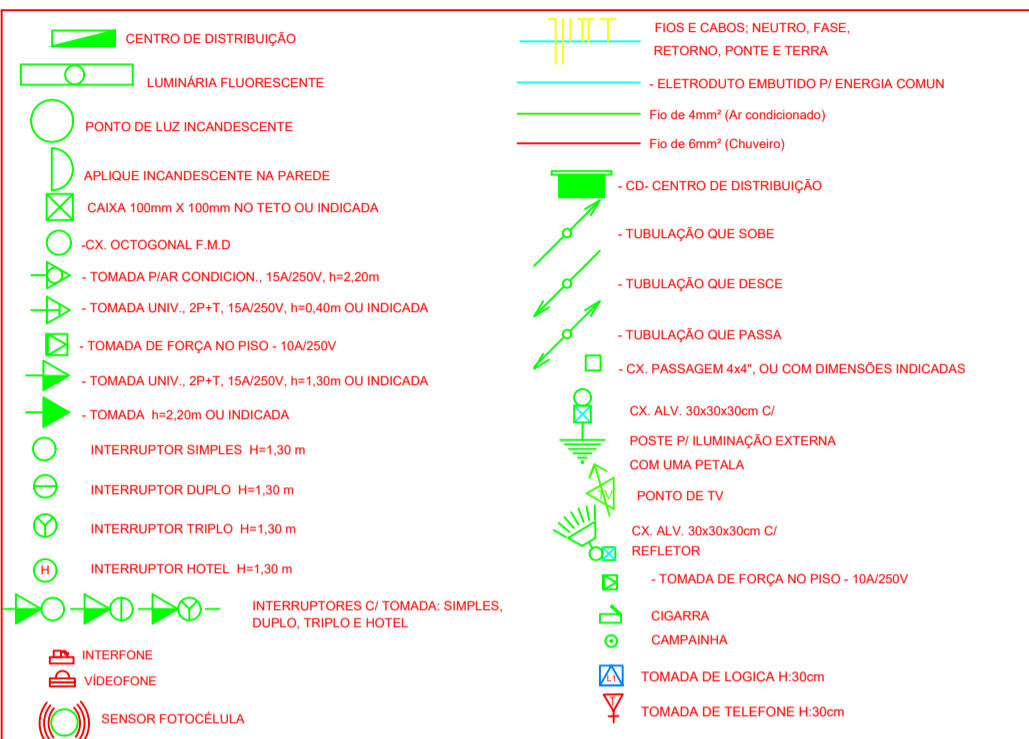 CENTRO DE DISTRIBUIÇÃO
LUMINÁRIA FLUORESCENTE
PONTO DE LUZ INCANDESCENTE
APLIQUE INCANDESCENTE NA PAREDE
CAIXA 100mm X 100mm NO TETO OU INDICADA
-CX. OCTOGONAL F.M.D
- TOMADA P/AR CONDICION., 15A/250V, h=2,20m
- TOMADA UNIV., 2P+T, 15A/250V, h=0,40m OU INDICADA
- TOMADA DE FORÇA NO PISO - 10A/250V
- TOMADA UNIV., 2P+T, 15A/250V, h=1,30m OU INDICADA
- TOMADA h=2,20m OU INDICADA
INTERRUPTOR SIMPLES H=1,30 m
INTERRUPTOR DUPLO H=1,30 m
INTERRUPTOR TRIPLO H=1,30 m
H INTERRUPTOR HOTEL H=1,30 m
INTERRUPTORES C/ TOMADA: SIMPLES,
DUPLO, TRIPLO E HOTEL
INTERFONE
VÍDEOFONE
SENSOR FOTOCÉLULA
FIOS E CABOS; NEUTRO, FASE,
RETORNO, PONTE E TERRA
- ELETRODUTO EMBUTIDO P/ ENERGIA COMUN
Fio de 4mm² (Ar condicionado)
Fio de 6mm² (Chuveiro)
- CD- CENTRO DE DISTRIBUIÇÃO
- TUBULAÇÃO QUE SOBE
- TUBULAÇÃO QUE DESCE
- TUBULAÇÃO QUE PASSA
- CX. PASSAGEM 4x4", OU COM DIMENSÕES INDICADAS
CX. ALV. 30x30x30cm C/
POSTE P/ ILUMINAÇÃO EXTERNA
COM UMA PETALA
TV PONTO DE TV
CX. ALV. 30x30x30cm C/
REFLETOR
- TOMADA DE FORÇA NO PISO - 10A/250V
CIGARRA
CAMPAINHA
L1 TOMADA DE LOGICA H:30cm
T TOMADA DE TELEFONE H:30cm